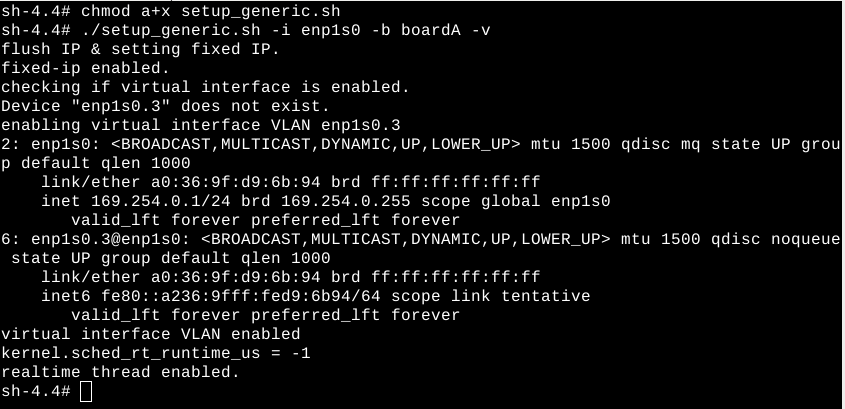 sh-4.4# chmod a+x setup_generic.sh
sh-4.4# ./setup_generic.sh -i enp1s0 -b boardA -v
flush IP & setting fixed IP.
fixed-ip enabled.
checking if virtual interface is enabled.
Device "enp1s0.3" does not exist.
enabling virtual interface VLAN enp1s0.3
2: enp1s0: <BROADCAST,MULTICAST,DYNAMIC,UP,LOWER_UP> mtu 1500 qdisc mq state UP grou
p default qlen 1000
    link/ether a0:36:9f:d9:6b:94 brd ff:ff:ff:ff:ff:ff
    inet 169.254.0.1/24 brd 169.254.0.255 scope global enp1s0
       valid_lft forever preferred_lft forever
6: enp1s0.3@enp1s0: <BROADCAST,MULTICAST,DYNAMIC,UP,LOWER_UP> mtu 1500 qdisc noqueue
 state UP group default qlen 1000
    link/ether a0:36:9f:d9:6b:94 brd ff:ff:ff:ff:ff:ff
    inet6 fe80::a236:9fff:fed9:6b94/64 scope link tentative
       valid_lft forever preferred_lft forever
virtual interface VLAN enabled
kernel.sched_rt_runtime_us = -1
realtime thread enabled.
sh-4.4#